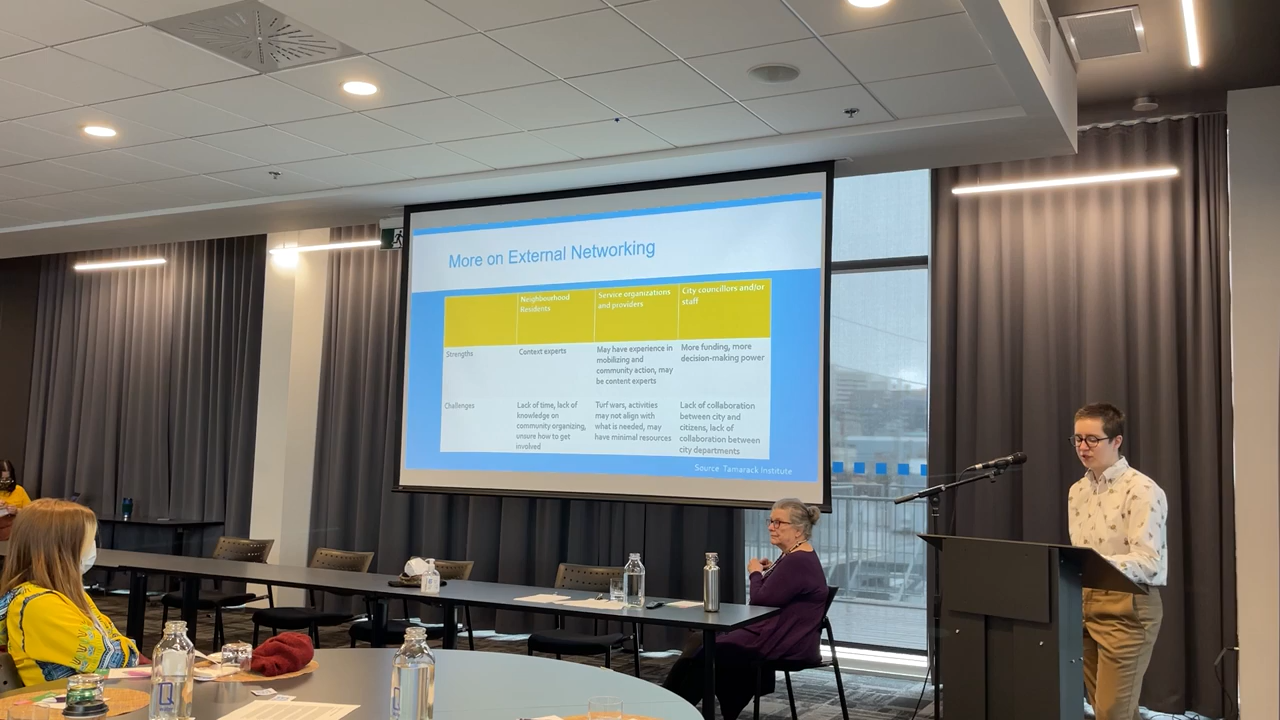 More on External Networking
Neighbourhood
Residents
Service organizations
and providers
City councillors and/or
staff
Strengths
Context experts
May have experience in
mobilizing and
community action, may
be content experts
More funding, more
decision-making power
Challenges
Lack of time, lack of
knowledge on
community organizing,
unsure how to get
involved
Turf wars, activities
may not align with
what is needed, may
have minimal resources
Lack of collaboration
between city and
citizens, lack of
collaboration between
city departments
Source: Tamarack Institute